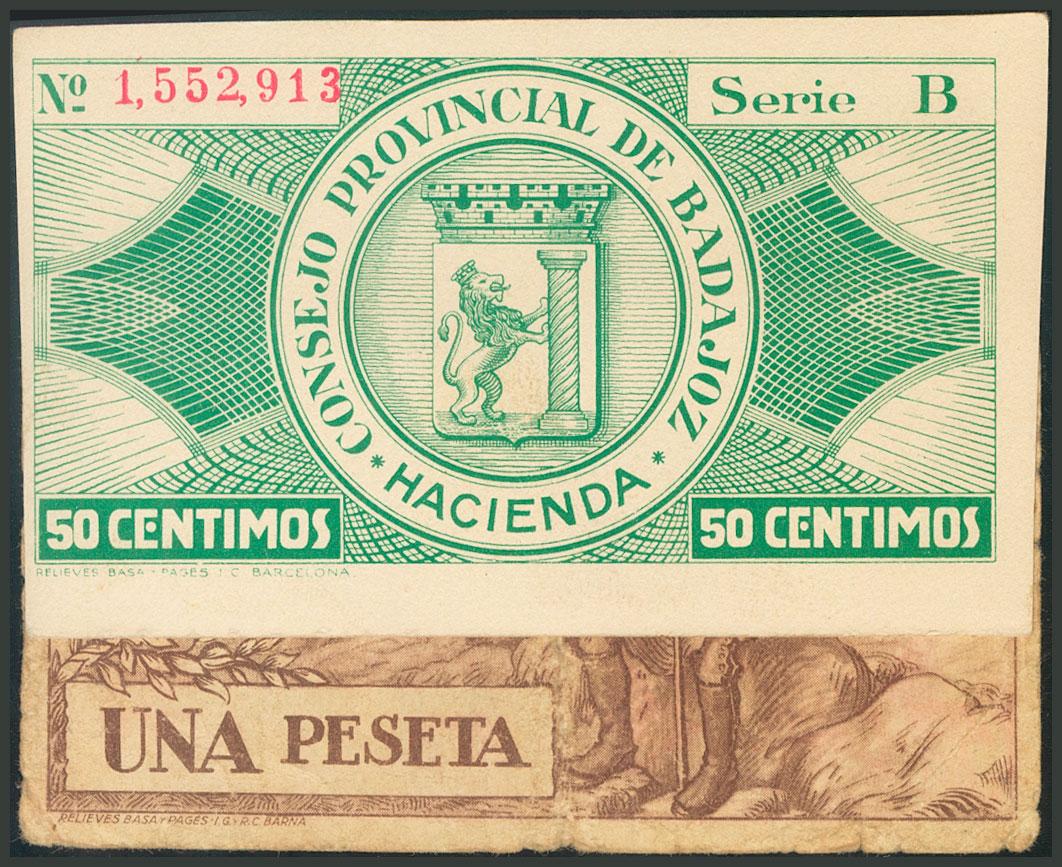 Nº 1,552,913
Serie B
CONSEJO PROVINCIAL DE BADAJOZ
* HACIENDA *
50 CENTIMOS
50 CENTIMOS
RELIEVES BASA - PAGES I.C BARCELONA.
UNA PESETA
RELIEVES BASA Y PAGES-I.G.-R.C.BARNA